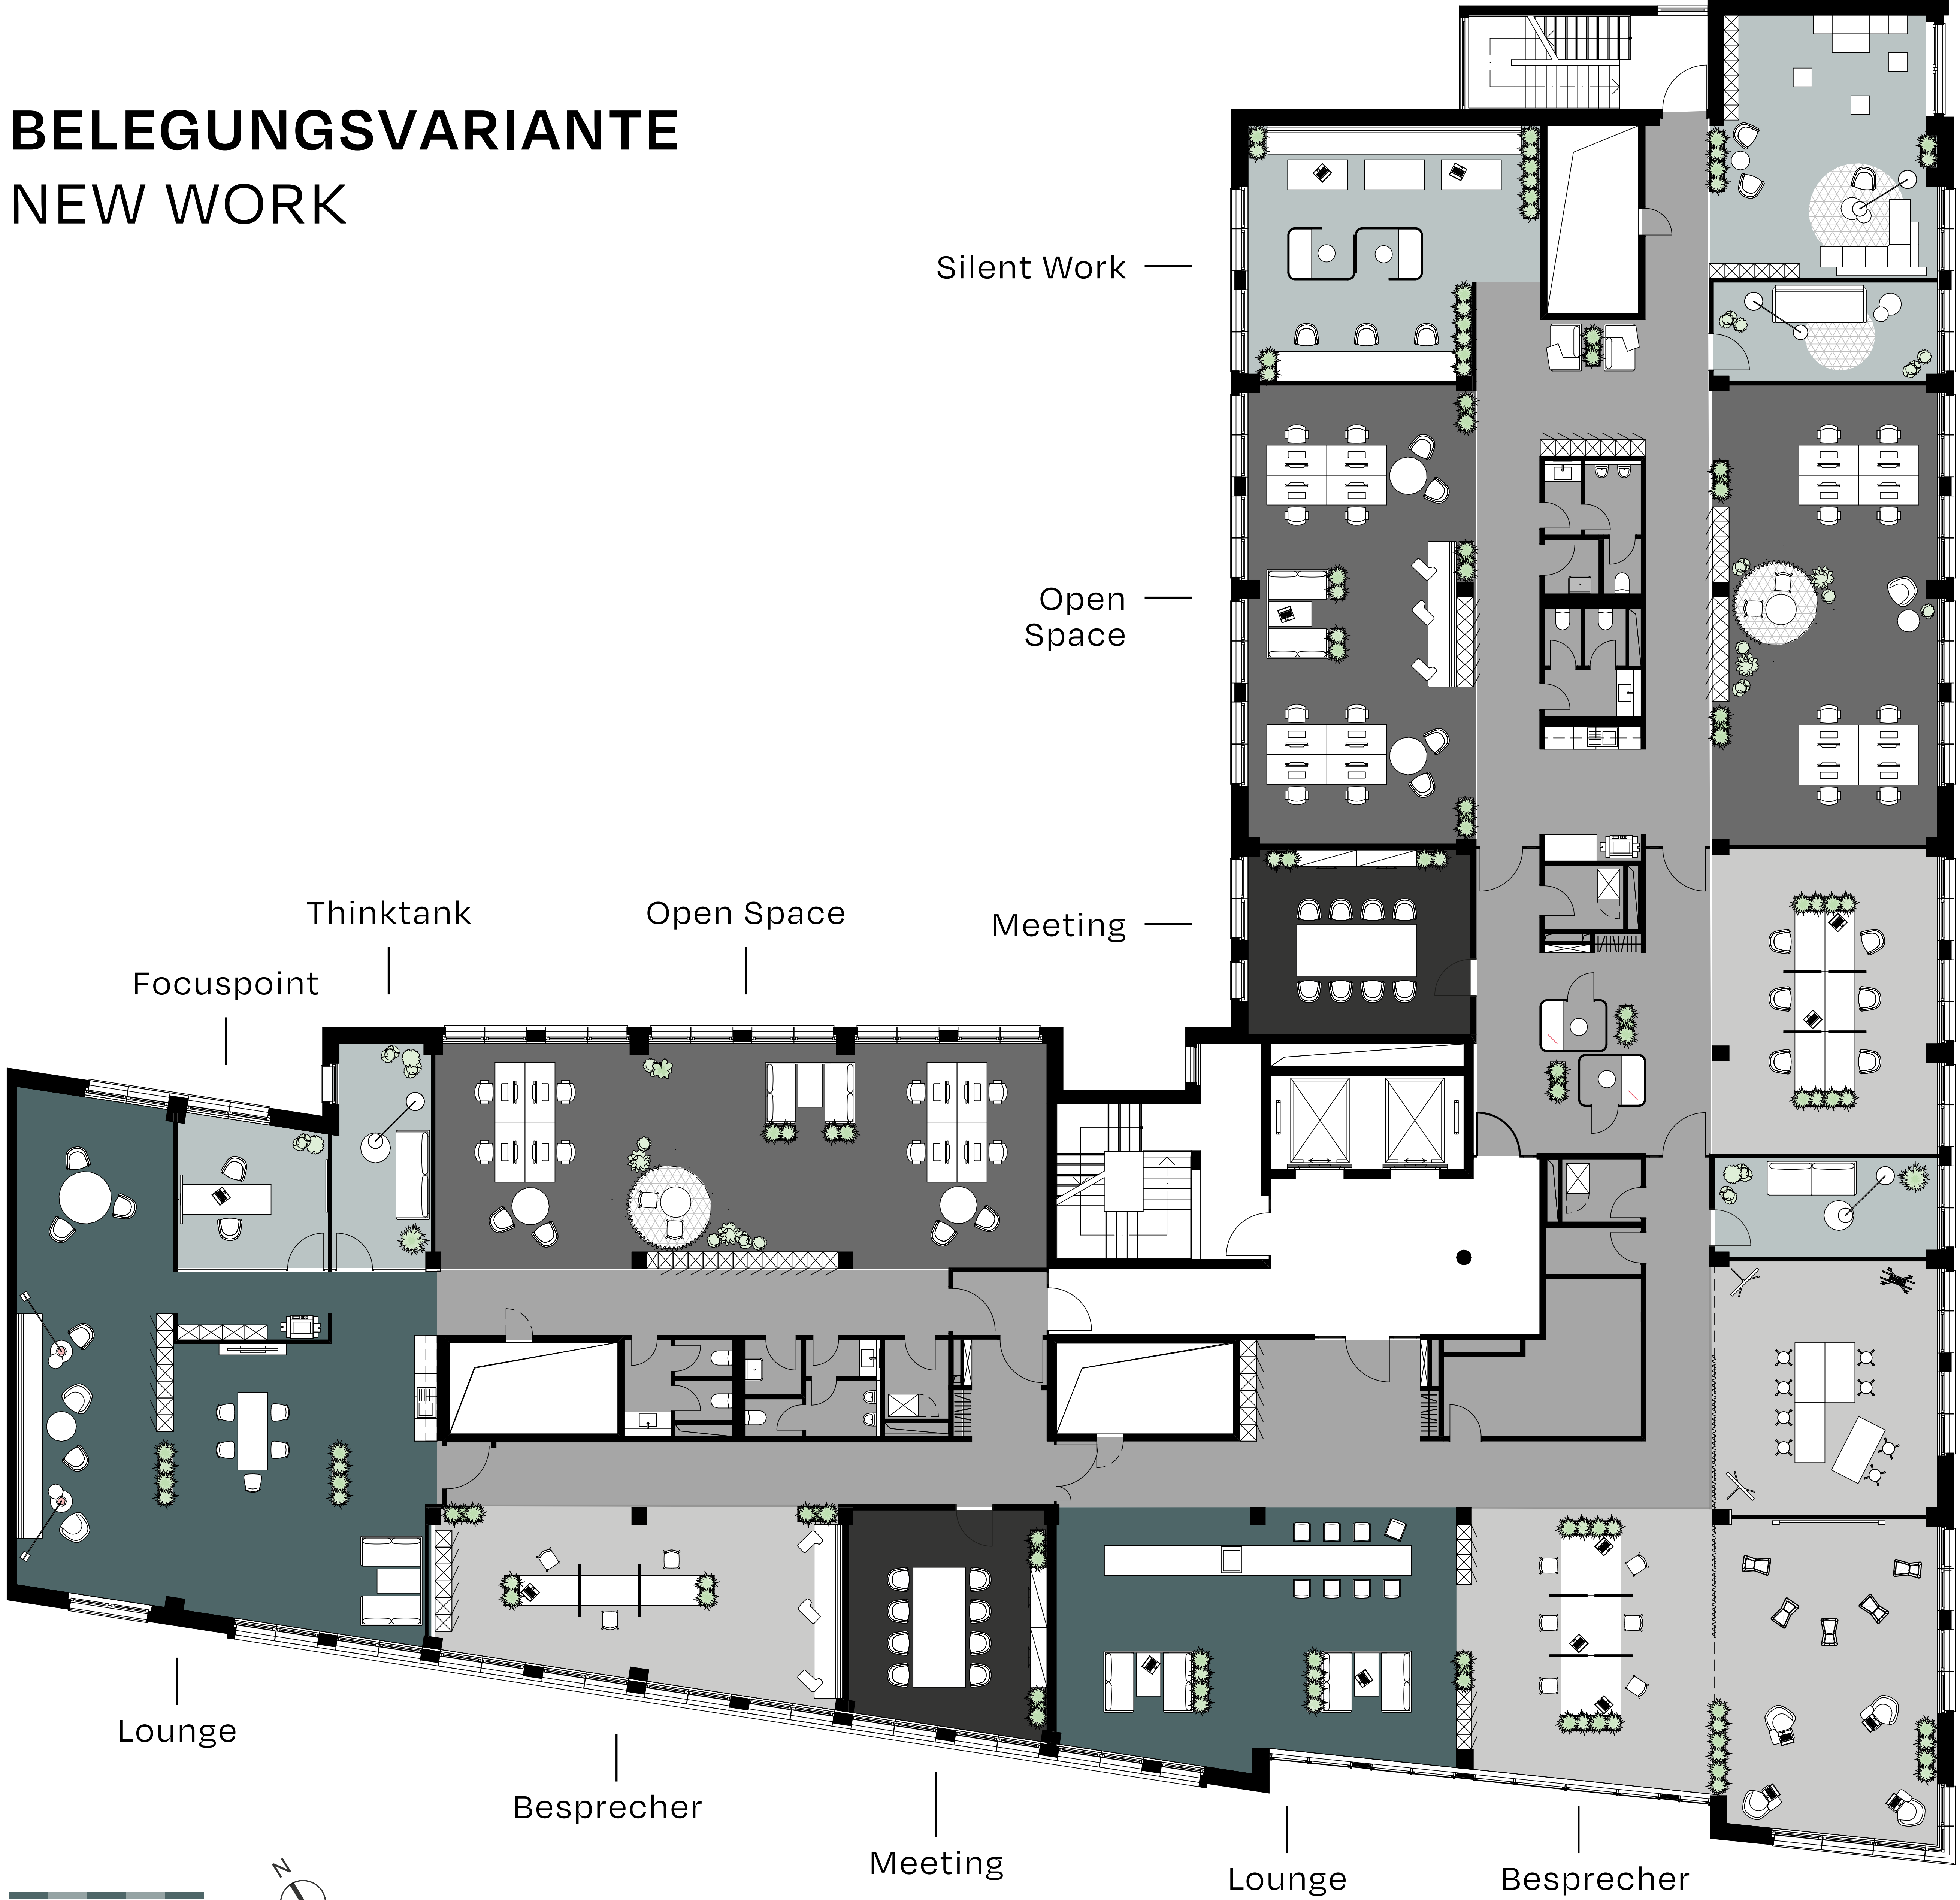 BELEGUNGSVARIANTE
NEW WORK
Silent Work
Open
Space
Meeting
Thinktank
Open Space
Focuspoint
Lounge
Besprecher
Meeting
Lounge
Besprecher
N